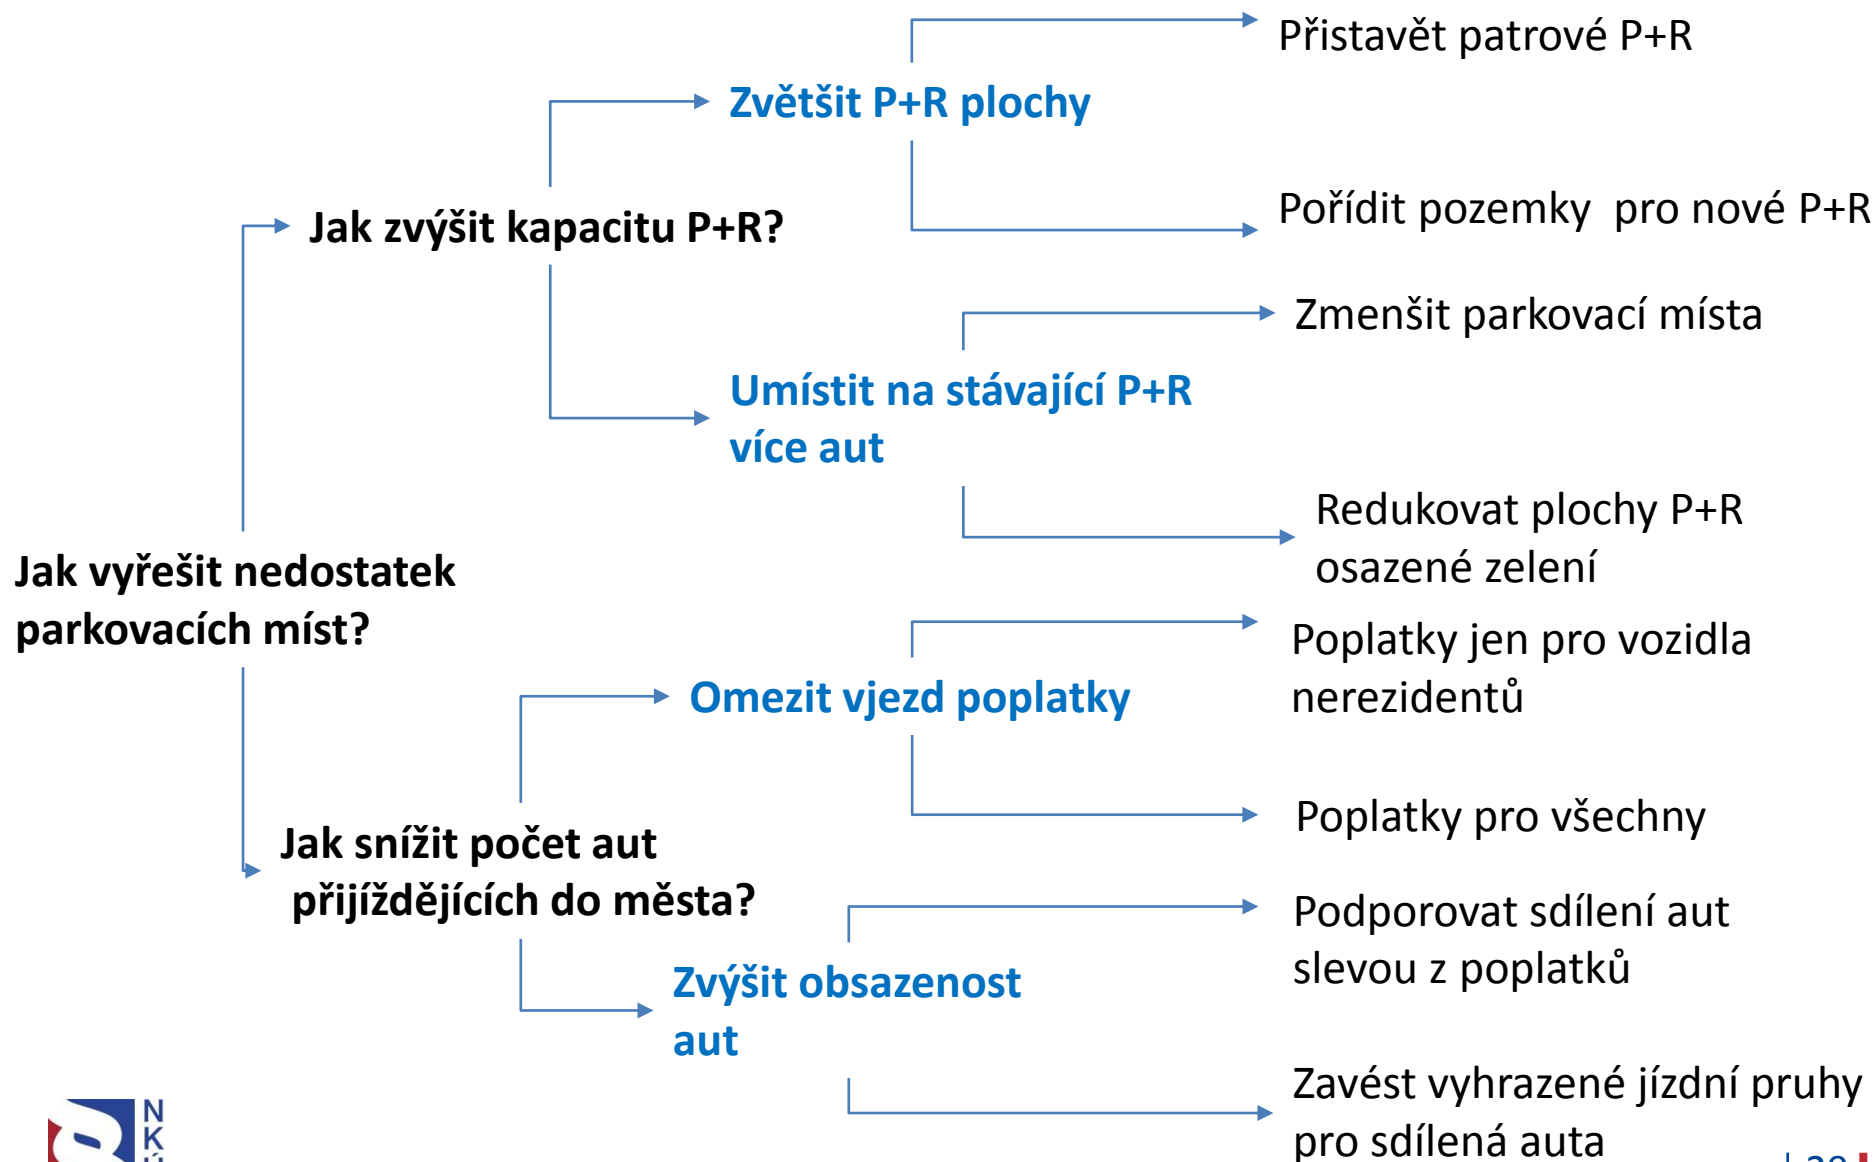 Přistavět patrové P+R
Zvětšit P+R plochy
Pořídit pozemky pro nové P+R
Jak zvýšit kapacitu P+R?
Zmenšit parkovací místa
Umístit na stávající P+R
více aut
Redukovat plochy P+R
osazené zelení
Jak vyřešit nedostatek
parkovacích míst?
Poplatky jen pro vozidla
nerezidentů
Omezit vjezd poplatky
Poplatky pro všechny
Jak snížit počet aut
přijíždějících do města?
Podporovat sdílení aut
slevou z poplatků
Zvýšit obsazenost
aut
Zavést vyhrazené jízdní pruhy
pro sdílená auta
N
K